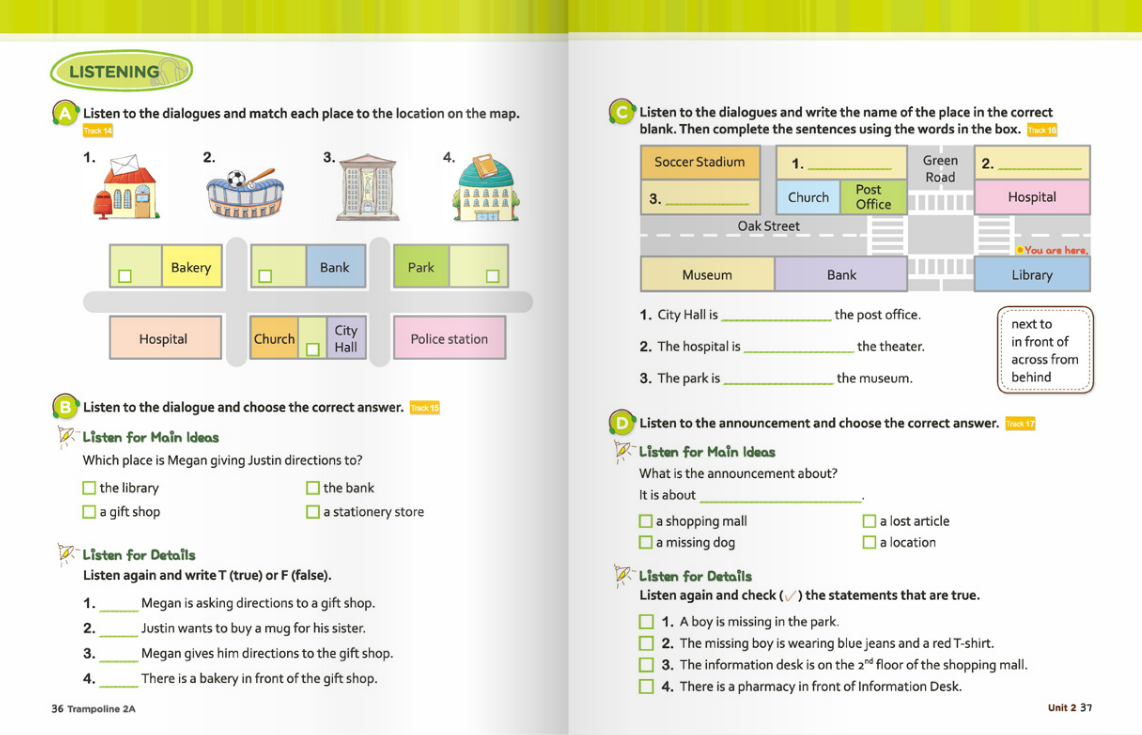 LISTENING
A Listen to the dialogues and match each place to the location on the map.
Track 14
1. 2. 3. 4.
Bakery Bank Park
Hospital Church City Hall Police station
B Listen to the dialogue and choose the correct answer. Track 15
Listen for Main Ideas
Which place is Megan giving Justin directions to?
the library the bank
a gift shop a stationery store
Listen for Details
Listen again and write T (true) or F (false).
1. ______ Megan is asking directions to a gift shop.
2. ______ Justin wants to buy a mug for his sister.
3. ______ Megan gives him directions to the gift shop.
4. ______ There is a bakery in front of the gift shop.
36 Trampoline 2A
C Listen to the dialogues and write the name of the place in the correct
blank. Then complete the sentences using the words in the box. Track 16
Soccer Stadium 1. ____________ Green Road 2. ____________
3. ____________ Church Post Office Hospital
Oak Street
You are here.
Museum Bank Library
1. City Hall is ________________ the post office.
2. The hospital is ________________ the theater.
3. The park is ________________ the museum.
next to
in front of
across from
behind
D Listen to the announcement and choose the correct answer. Track 17
Listen for Main Ideas
What is the announcement about?
It is about ______________________.
a shopping mall a lost article
a missing dog a location
Listen for Details
Listen again and check (✓) the statements that are true.
1. A boy is missing in the park.
2. The missing boy is wearing blue jeans and a red T-shirt.
3. The information desk is on the 2nd floor of the shopping mall.
4. There is a pharmacy in front of Information Desk.
Unit 2 37